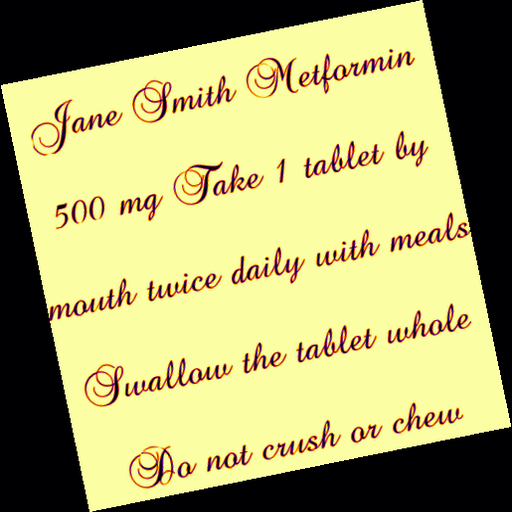 Jane Smith Metformin
500 mg Take 1 tablet by
mouth twice daily with meals
Swallow the tablet whole
Do not crush or chew